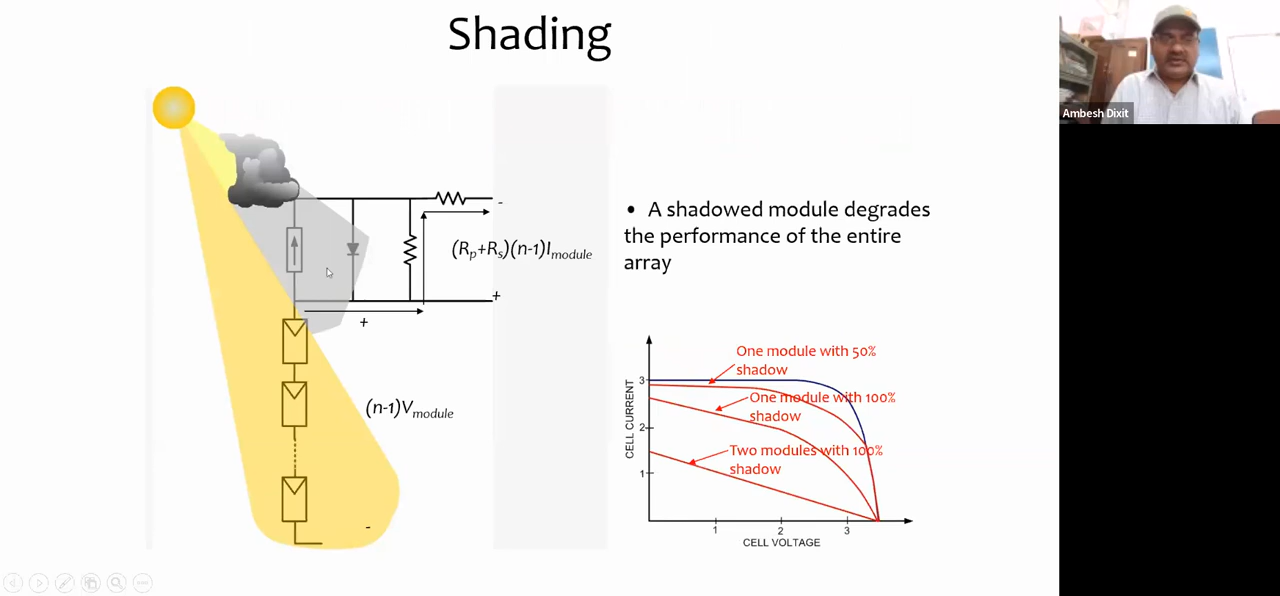 Shading
Ambesh Dixit
-
(Rp+Rs)(n-1)Imodule
+
+
(n-1)Vmodule
-
• A shadowed module degrades
the performance of the entire
array
One module with 50%
shadow
One module with 100%
shadow
Two modules with 100%
shadow
CELL CURRENT
3
2
1
1 2 3
CELL VOLTAGE